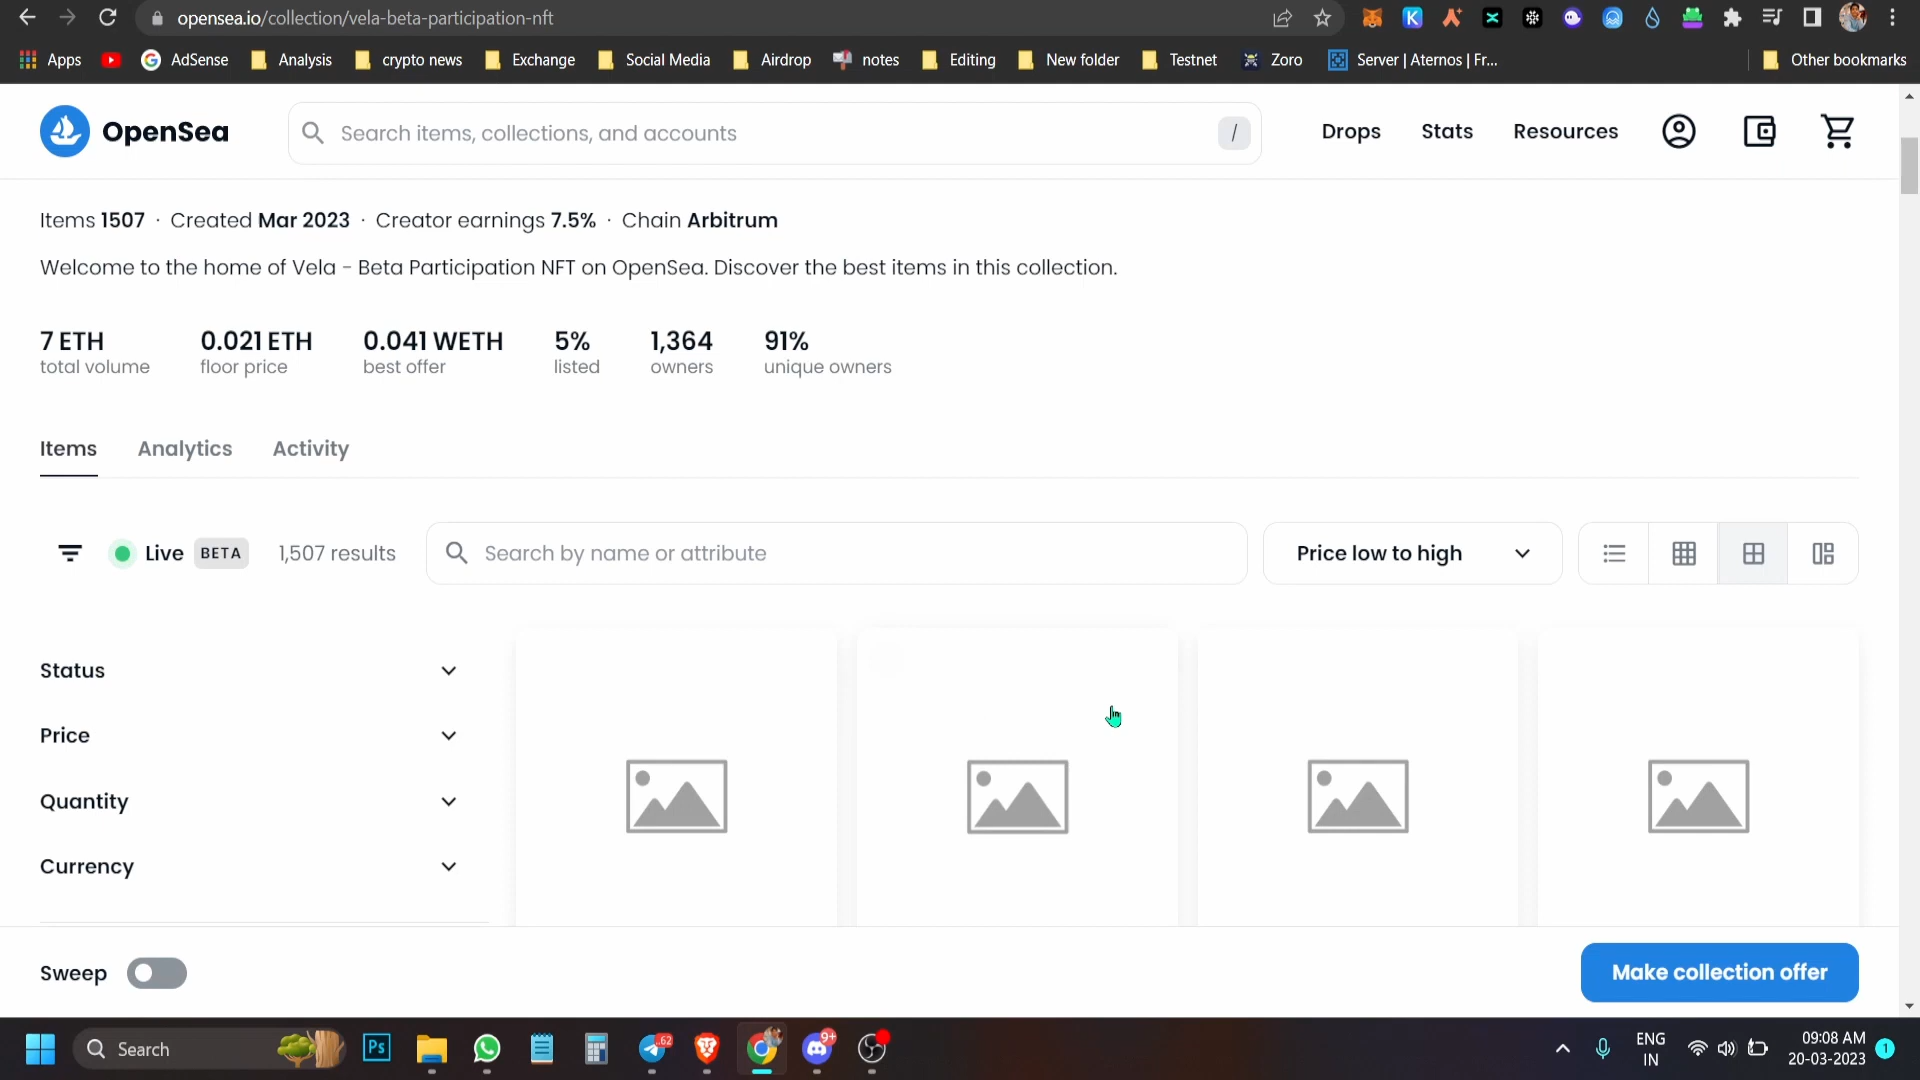 opensea.io/collection/vela-beta-participation-nft
Apps AdSense Analysis crypto news Exchange Social Media Airdrop notes Editing New folder Testnet Zoro Server | Aternos | Fr... Other bookmarks
OpenSea Search items, collections, and accounts / Drops Stats Resources
Items 1507 · Created Mar 2023 · Creator earnings 7.5% · Chain Arbitrum
Welcome to the home of Vela - Beta Participation NFT on OpenSea. Discover the best items in this collection.
7 ETH 0.021 ETH 0.041 WETH 5% 1,364 91%
total volume floor price best offer listed owners unique owners
Items Analytics Activity
Live BETA 1,507 results Search by name or attribute Price low to high
Status
Price
Quantity
Currency
Sweep Make collection offer
Search Ps .62 9+ ENG 09:08 AM 1
IN 20-03-2023